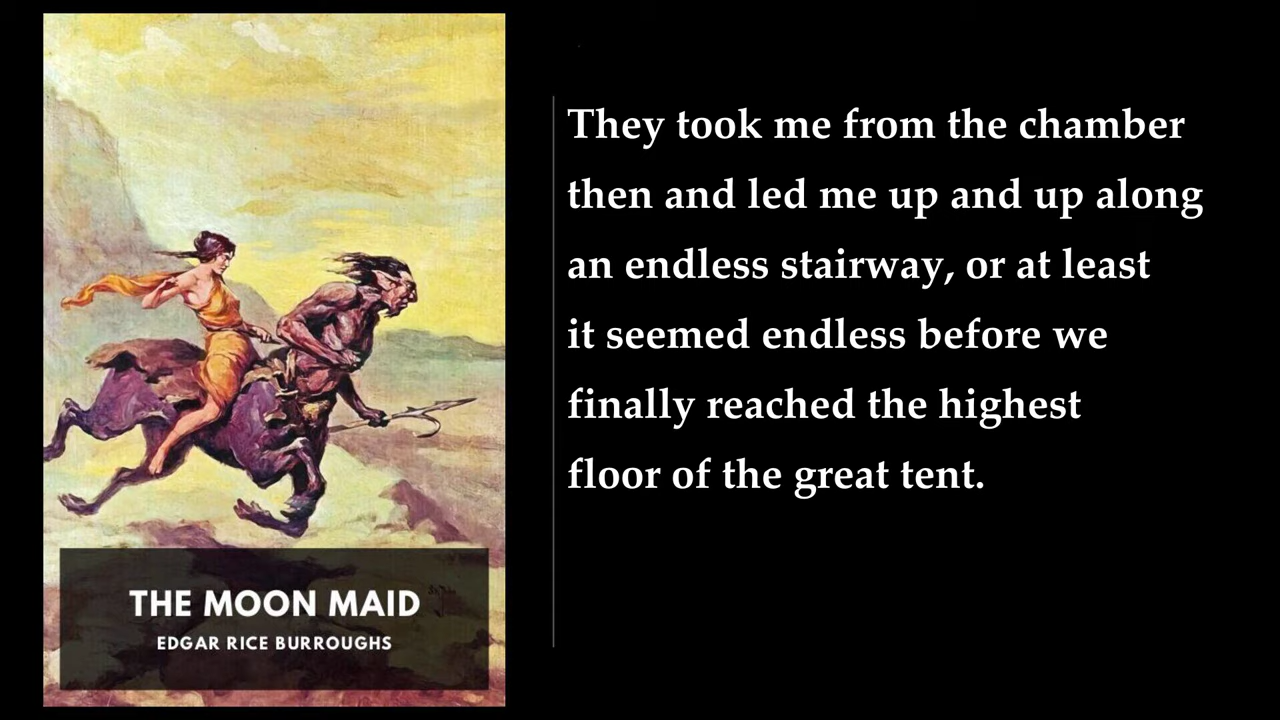 THE MOON MAID
EDGAR RICE BURROUGHS
They took me from the chamber
then and led me up and up along
an endless stairway, or at least
it seemed endless before we
finally reached the highest
floor of the great tent.